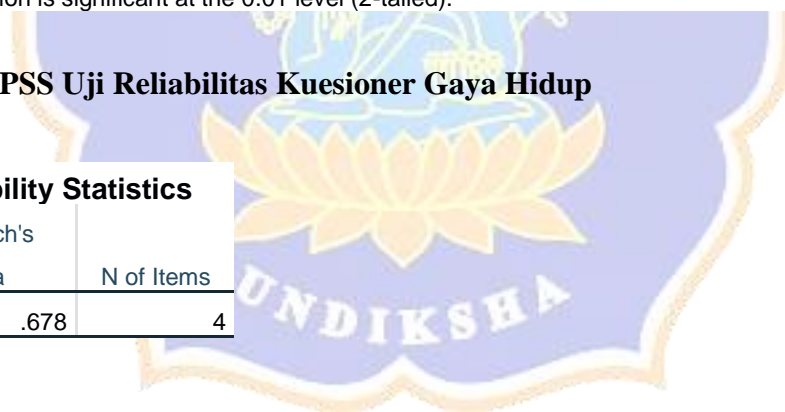 ion is significant at the 0.01 level (2-tailed).
PSS Uji Reliabilitas Kuesioner Gaya Hidup
bility Statistics
ch's
a N of Items
.678 4
UNDIKSHA